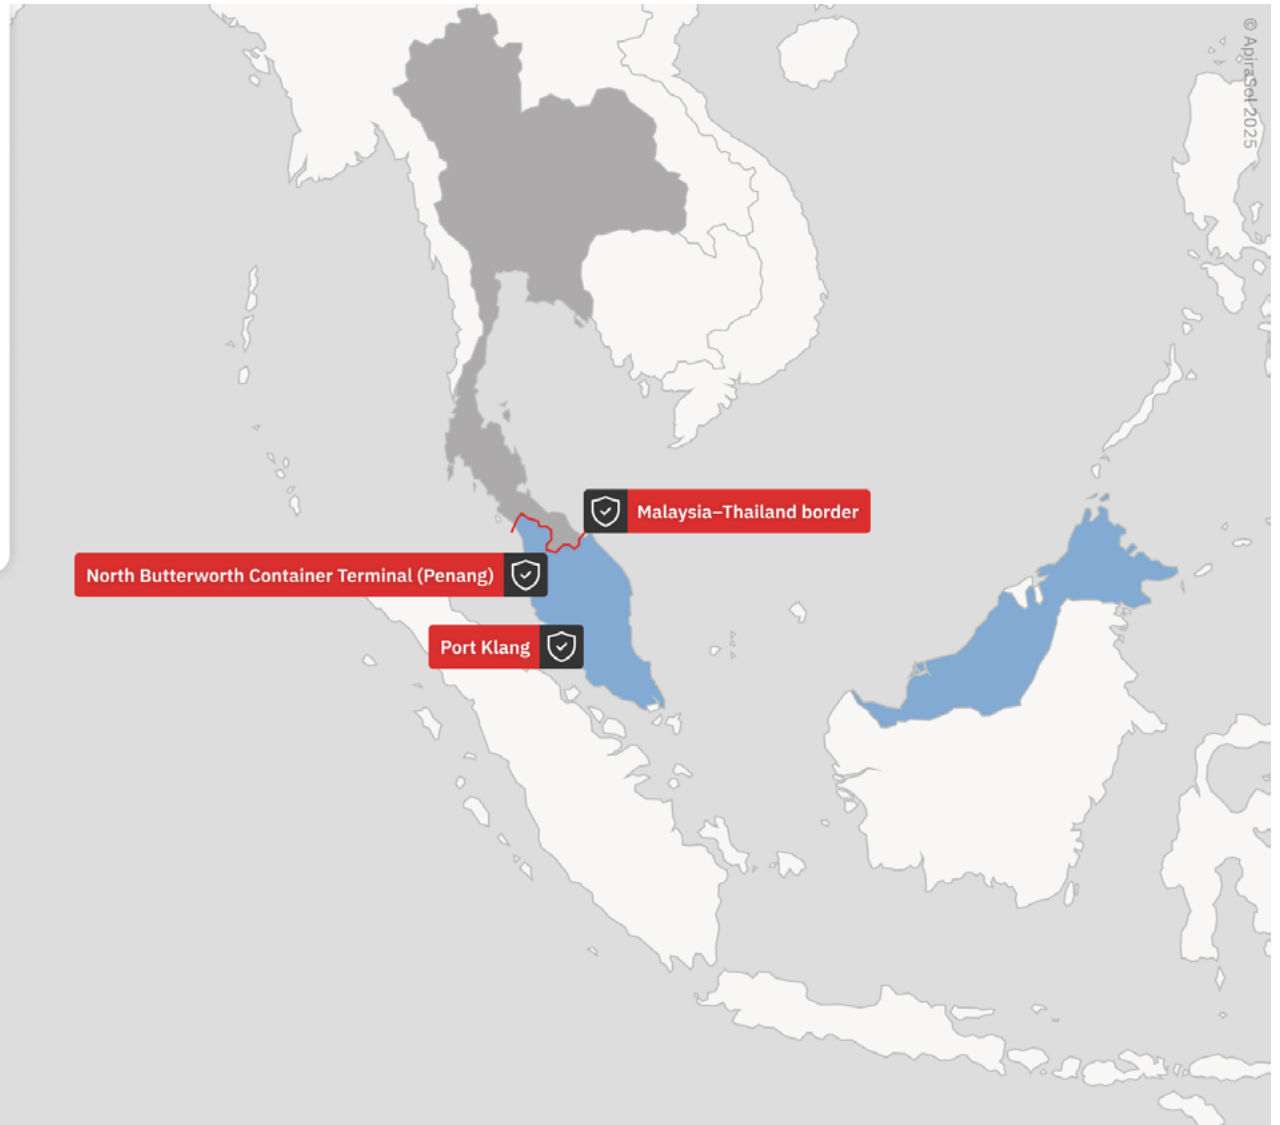 © ApiraSol 2025
Malaysia–Thailand border
North Butterworth Container Terminal (Penang)
Port Klang